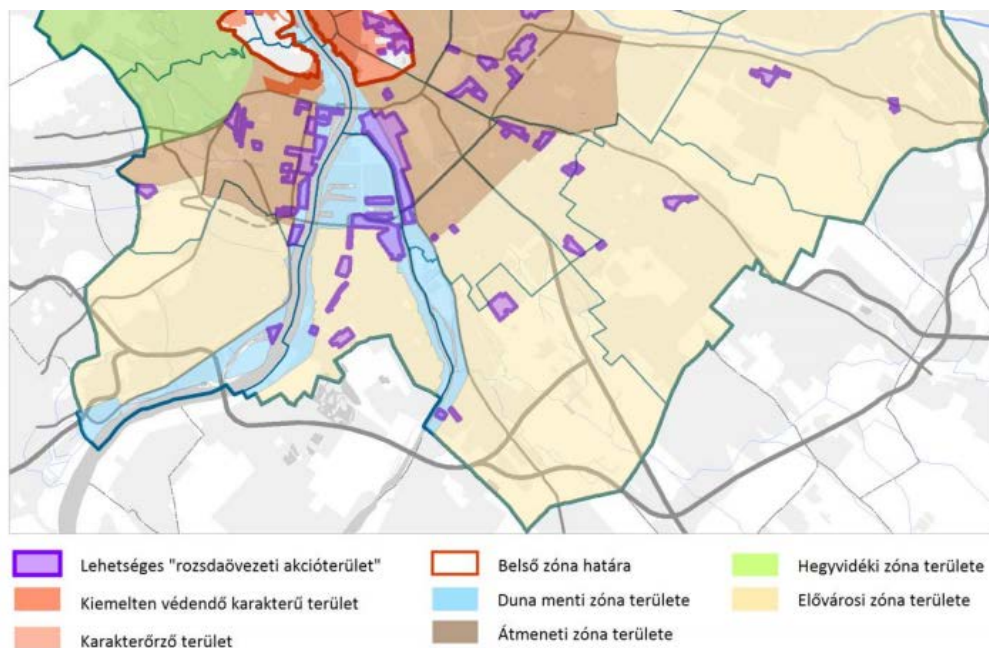 Lehetséges "rozsdaövezeti akcióterület"
Kiemelten védendő karakterű terület
Karakterőrző terület
Belső zóna határa
Duna menti zóna területe
Átmeneti zóna területe
Hegyvidéki zóna területe
Elővárosi zóna területe